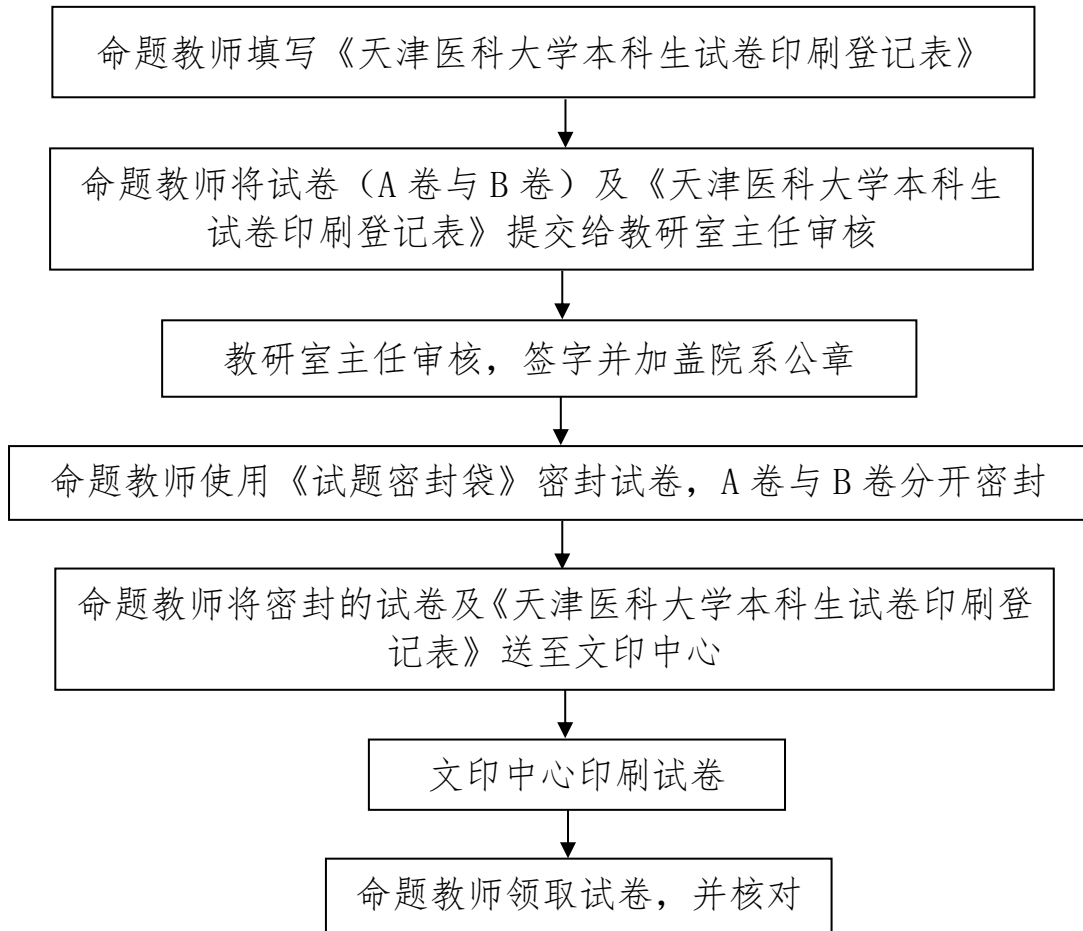 命题教师填写《天津医科大学本科生试卷印刷登记表》
命题教师将试卷（A 卷与 B 卷）及《天津医科大学本科生
试卷印刷登记表》提交给教研室主任审核
教研室主任审核，签字并加盖院系公章
命题教师使用《试题密封袋》密封试卷，A 卷与 B 卷分开密封
命题教师将密封的试卷及《天津医科大学本科生试卷印刷登
记表》送至文印中心
文印中心印刷试卷
命题教师领取试卷，并核对